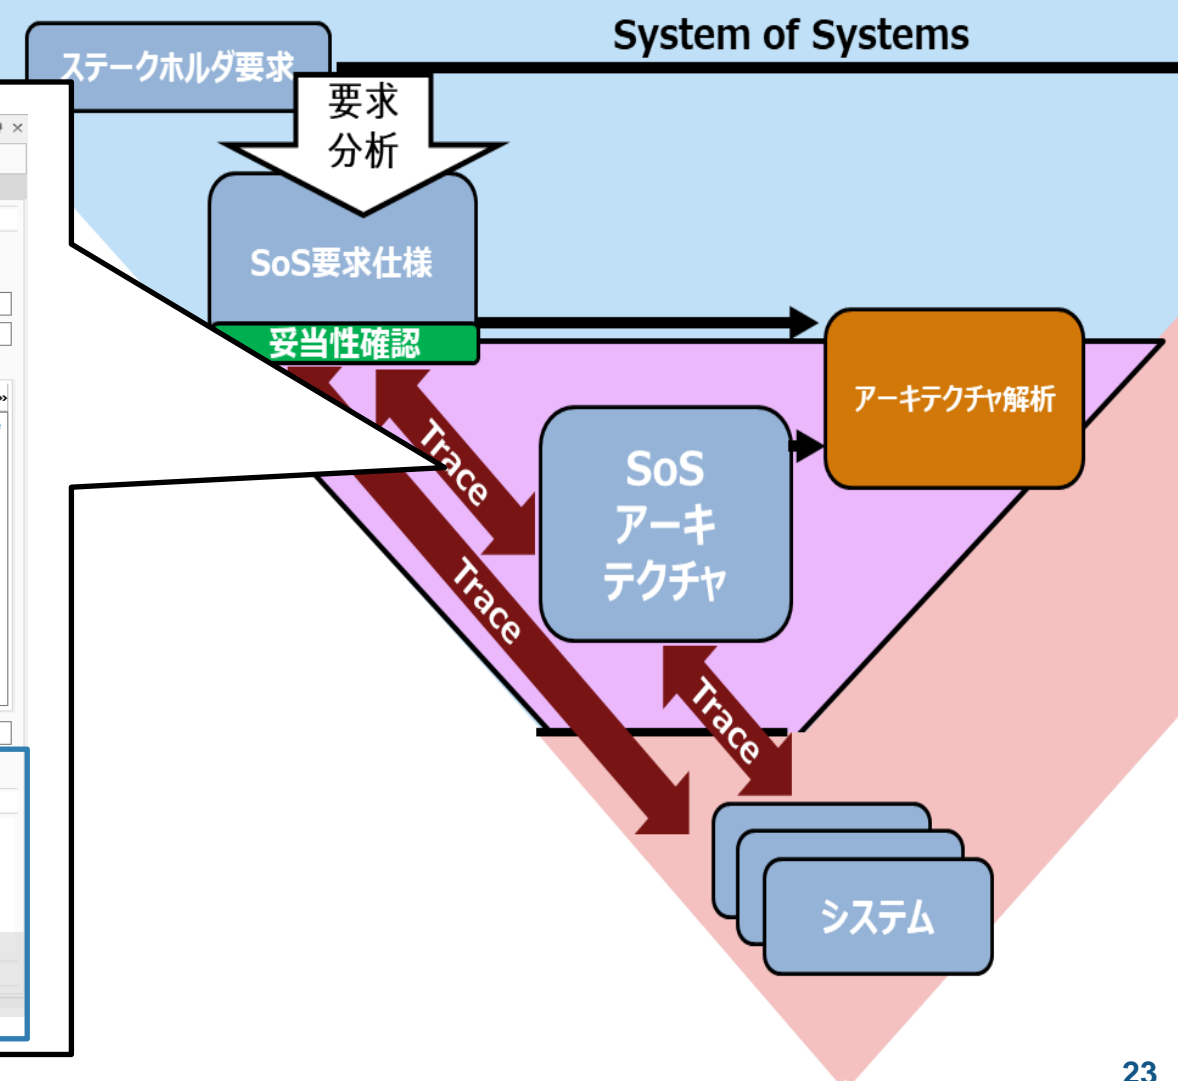 System of Systems
ステークホルダ要求
要求
分析
SoS要求仕様
妥当性確認
アーキテクチャ解析
Trace
SoS
アーキ
テクチャ
Trace
Trace
システム
23